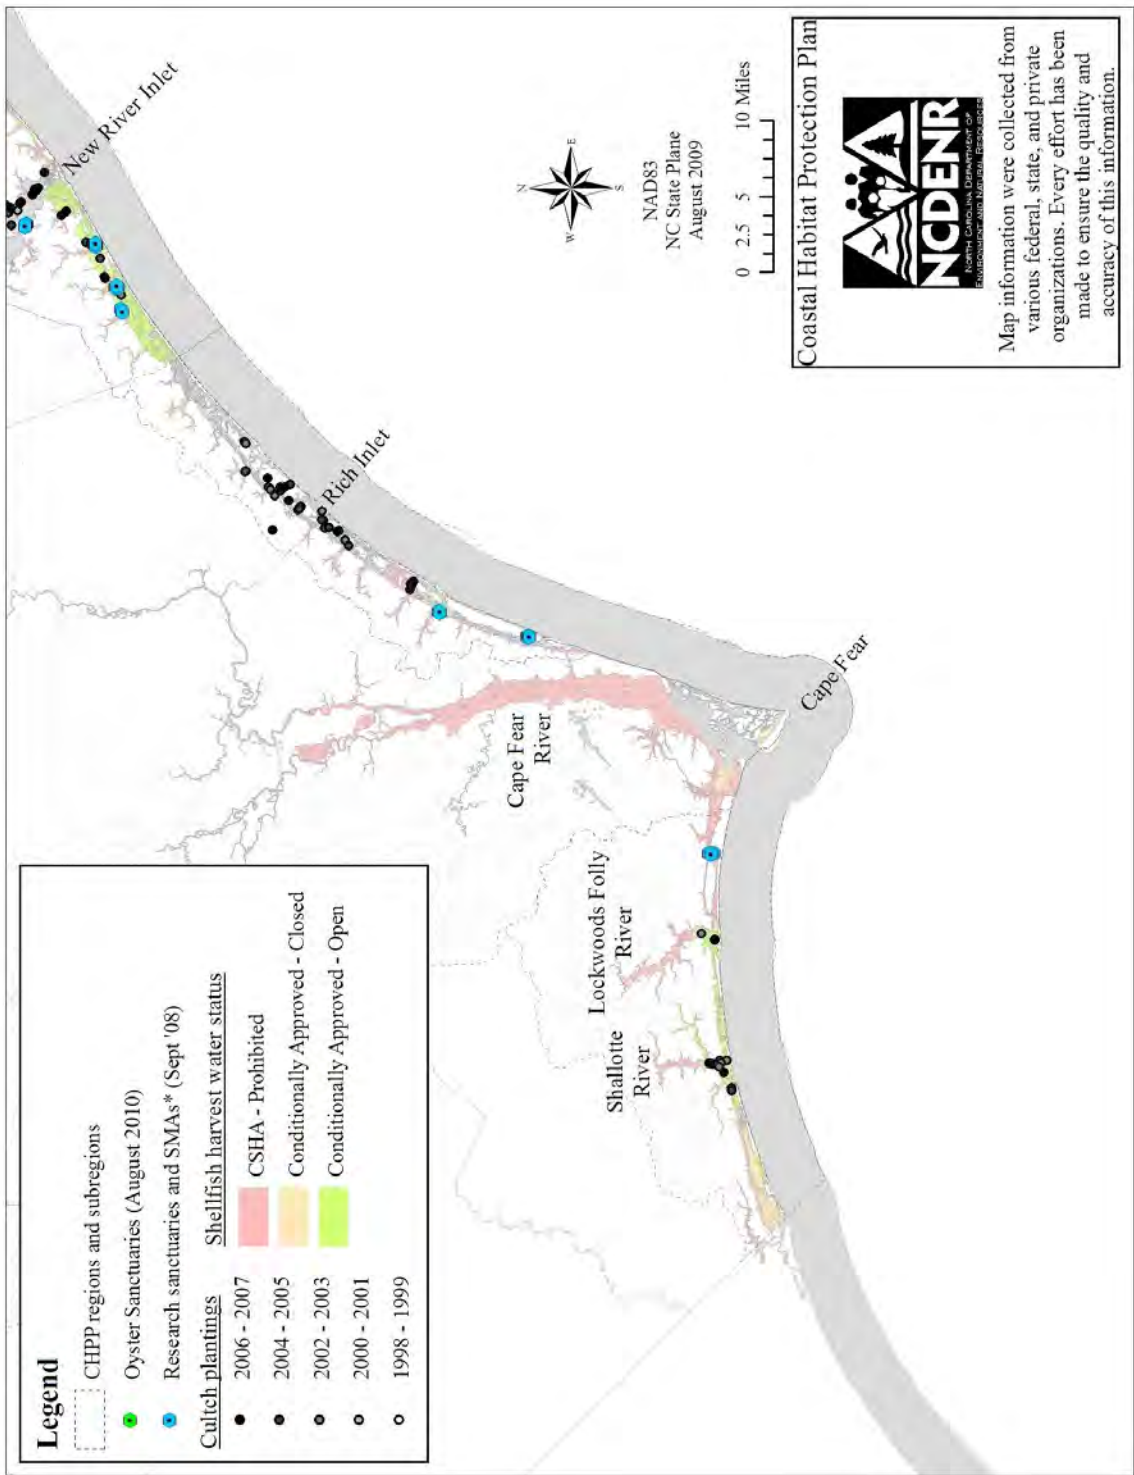 Legend
CHPP regions and subregions
Oyster Sanctuaries (August 2010)
Research sanctuaries and SMAs* (Sept '08)
Cultch plantings
2006 - 2007
2004 - 2005
2002 - 2003
2000 - 2001
1998 - 1999
Shellfish harvest water status
CSHA - Prohibited
Conditionally Approved - Closed
Conditionally Approved - Open
New River Inlet
Rich Inlet
Cape Fear
River
Cape Fear
Lockwoods Folly
River
Shallotte
River
N
W
E
S
NAD83
NC State Plane
August 2009
0 2.5 5 10 Miles
Coastal Habitat Protection Plan
NCDENR
NORTH CAROLINA DEPARTMENT OF
ENVIRONMENT AND NATURAL RESOURCES
Map information were collected from
various federal, state, and private
organizations. Every effort has been
made to ensure the quality and
accuracy of this information.